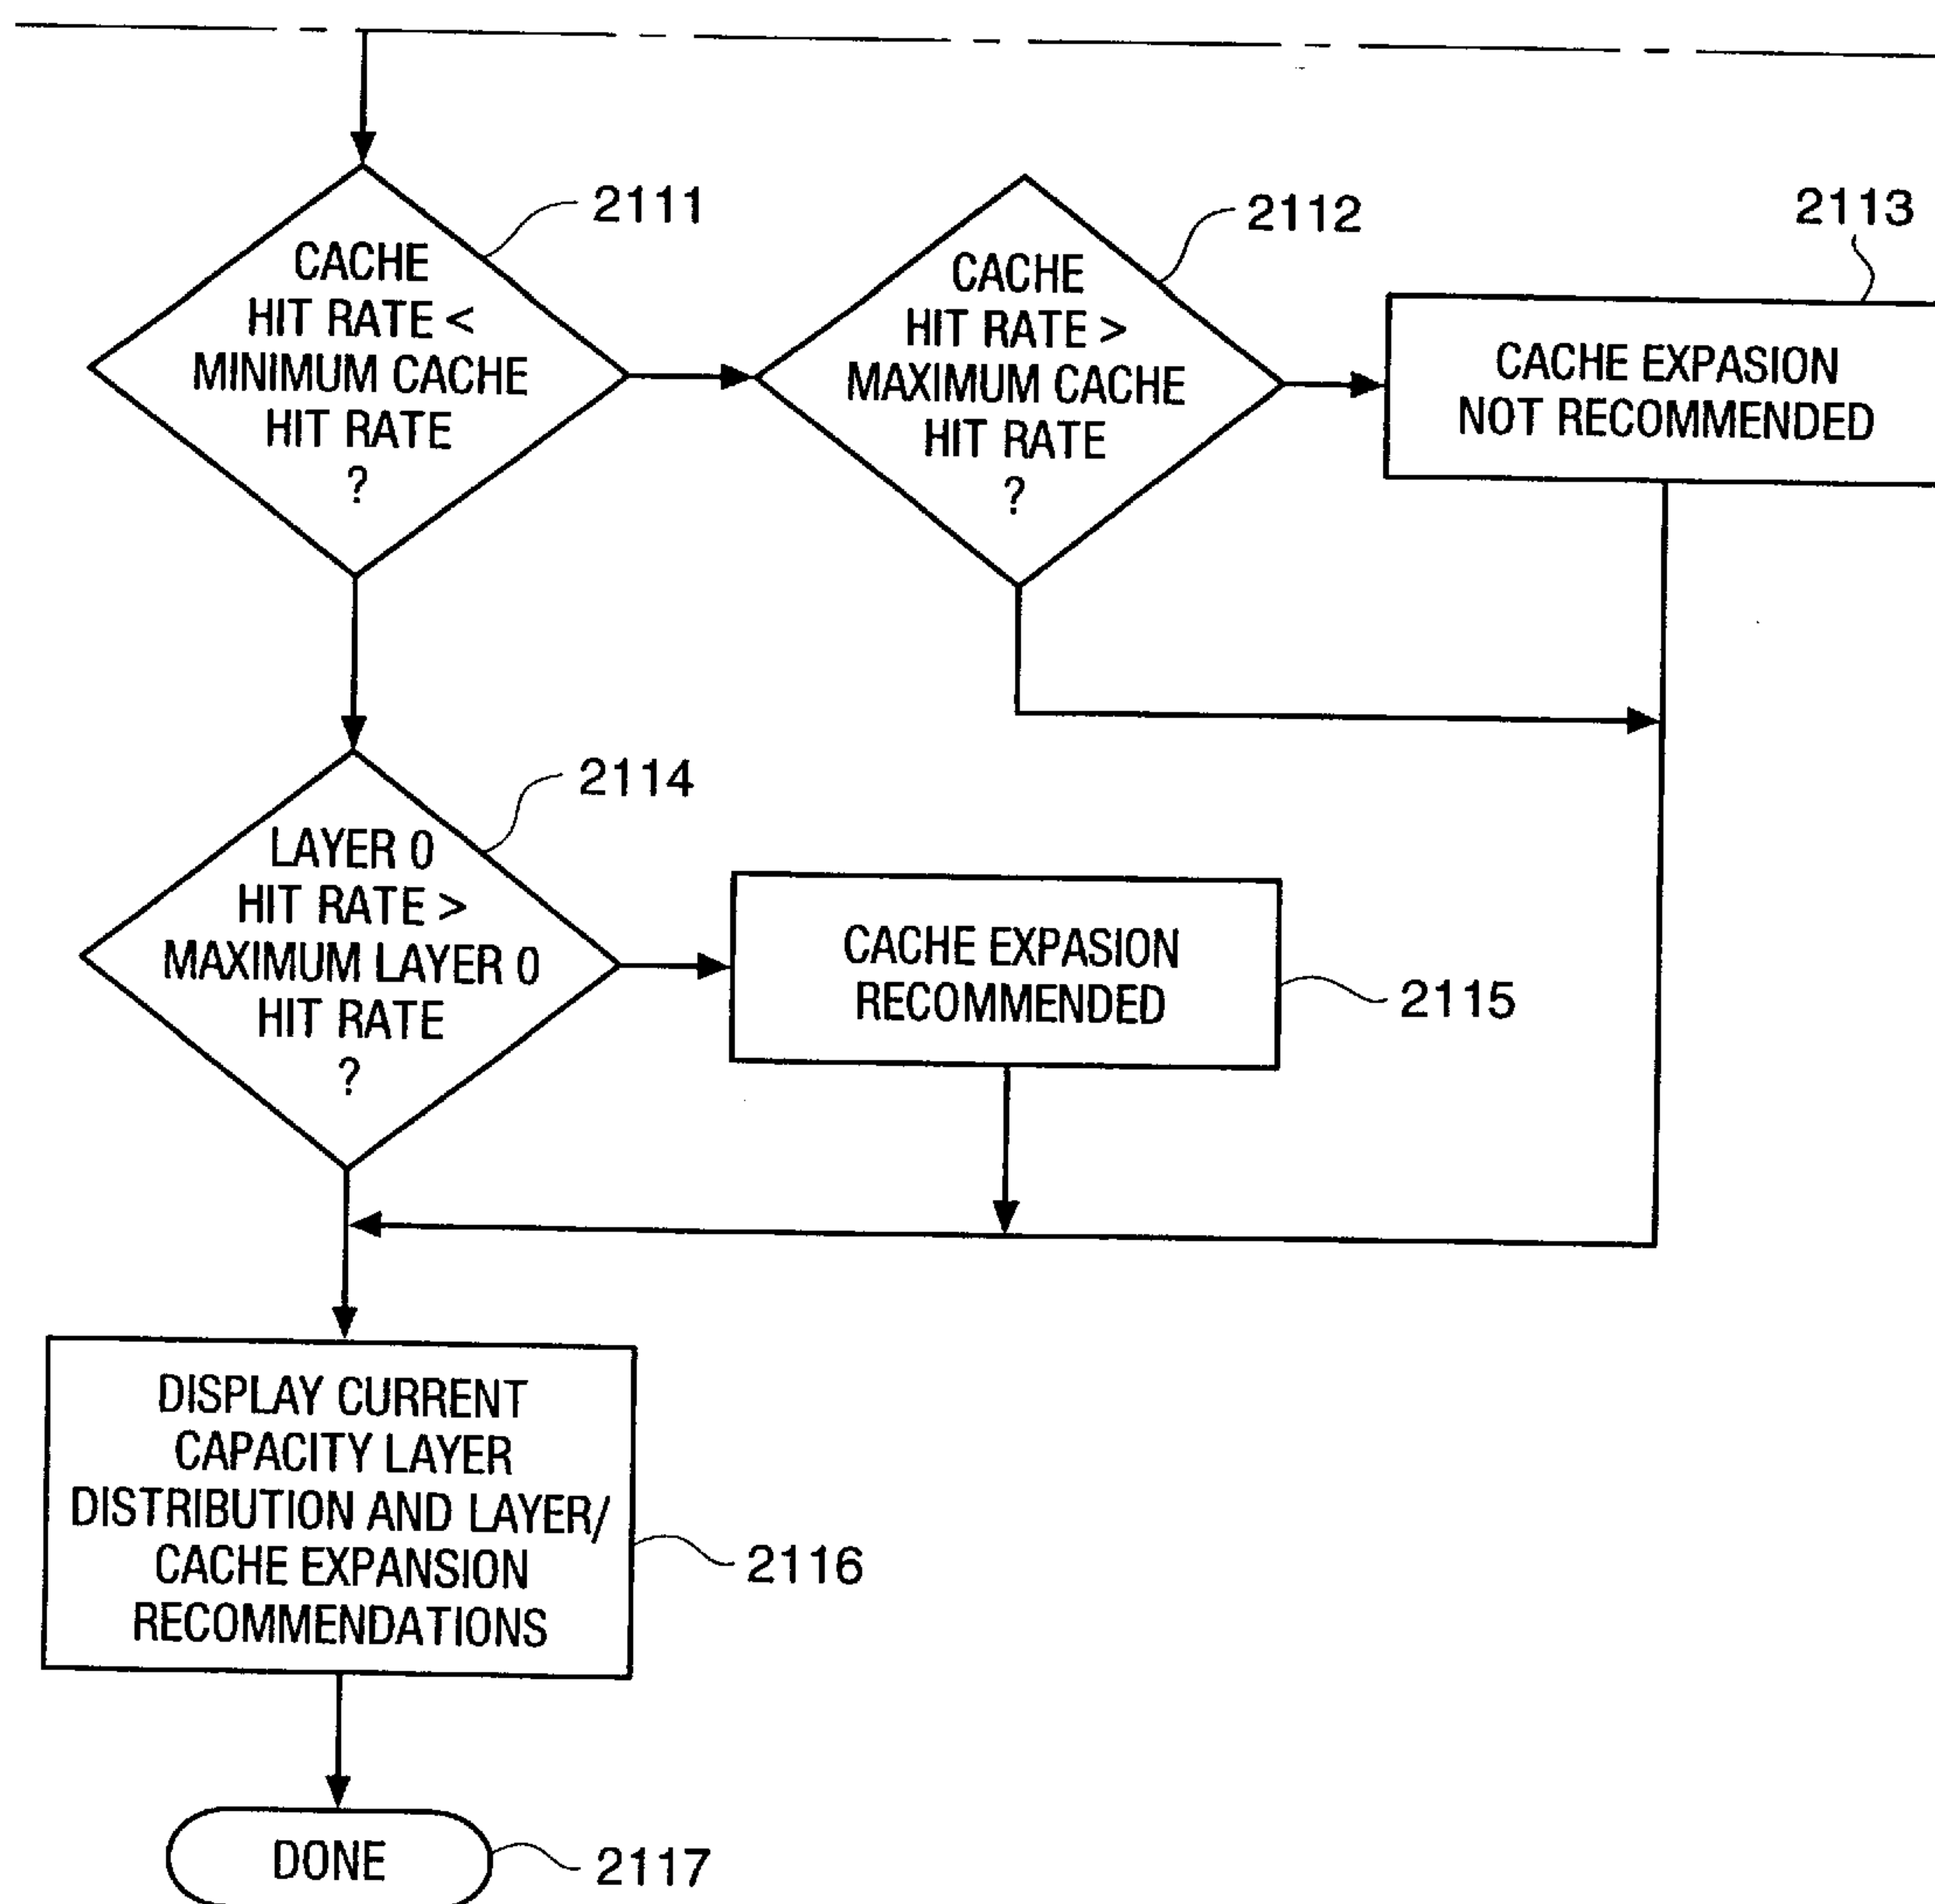 2111
CACHE
HIT RATE <
MINIMUM CACHE
HIT RATE
?
2112
CACHE
HIT RATE >
MAXIMUM CACHE
HIT RATE
?
2113
CACHE EXPASION
NOT RECOMMENDED
2114
LAYER 0
HIT RATE >
MAXIMUM LAYER 0
HIT RATE
?
CACHE EXPASION
RECOMMENDED
2115
DISPLAY CURRENT
CAPACITY LAYER
DISTRIBUTION AND LAYER/
CACHE EXPANSION
RECOMMENDATIONS
2116
DONE
2117